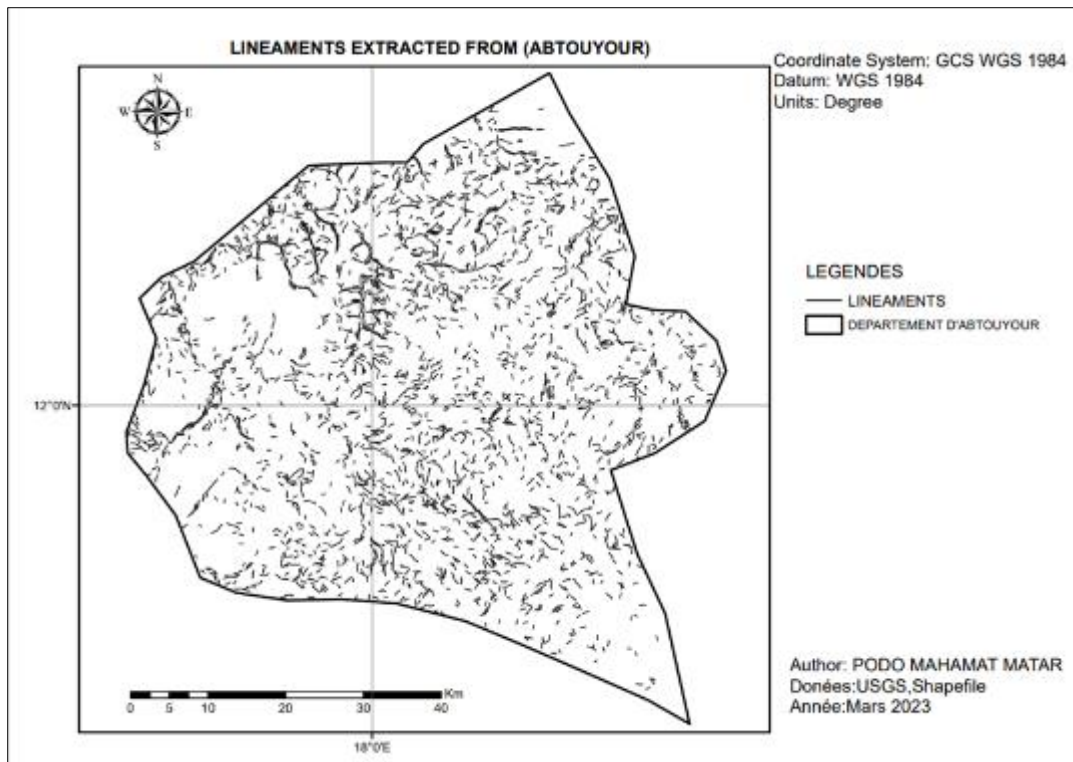 LINEAMENTS EXTRACTED FROM (ABTOUYOUR)
Coordinate System: GCS WGS 1984
Datum: WGS 1984
Units: Degree
N
W E
S
LEGENDES
LINEAMENTS
DEPARTEMENT D'ABTOUYOUR
12°0'N
Author: PODO MAHAMAT MATAR
Donées:USGS,Shapefile
Année:Mars 2023
Km
0 5 10 20 30 40
18°0'E